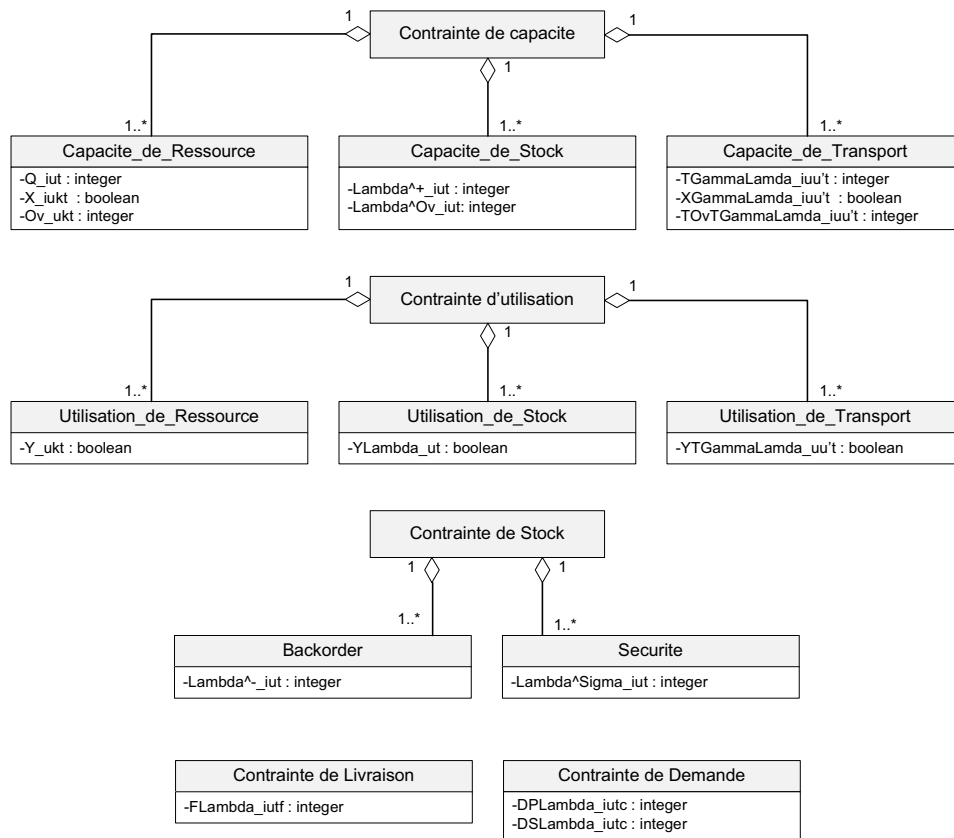 1
Contrainte de capacite
1
1
1..*
1..*
1..*
Capacite_de_Ressource
-Q_iut : integer
-X_iukt : boolean
-Ov_ukt : integer
Capacite_de_Stock
-Lambda^+_iut : integer
-Lambda^Ov_iut: integer
Capacite_de_Transport
-TGammaLamda_iuu't : integer
-XGammaLamda_iuu't : boolean
-TOvTGammaLamda_iuu't : integer
1
Contrainte d'utilisation
1
1
1..*
1..*
1..*
Utilisation_de_Ressource
-Y_ukt : boolean
Utilisation_de_Stock
-YLambda_ut : boolean
Utilisation_de_Transport
-YTGammaLamda_uu't : boolean
Contrainte de Stock
1
1
1..*
1..*
Backorder
-Lambda^-_iut : integer
Securite
-Lambda^Sigma_iut : integer
Contrainte de Livraison
-FLambda_iutf : integer
Contrainte de Demande
-DPLambda_iutc : integer
-DSLambda_iutc : integer